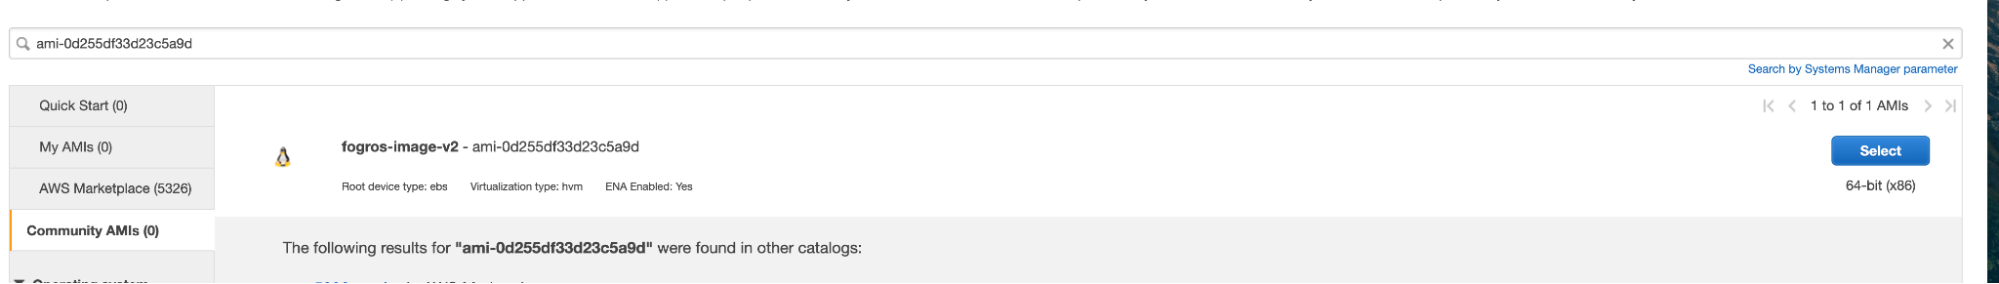 ami-0d255df33d23c5a9d
Search by Systems Manager parameter
Quick Start (0)
1 to 1 of 1 AMIs
My AMIs (0)
fogros-image-v2 - ami-0d255df33d23c5a9d
Select
AWS Marketplace (5326)
Root device type: ebs Virtualization type: hvm ENA Enabled: Yes
64-bit (x86)
Community AMIs (0)
The following results for "ami-0d255df33d23c5a9d" were found in other catalogs:
Operating system